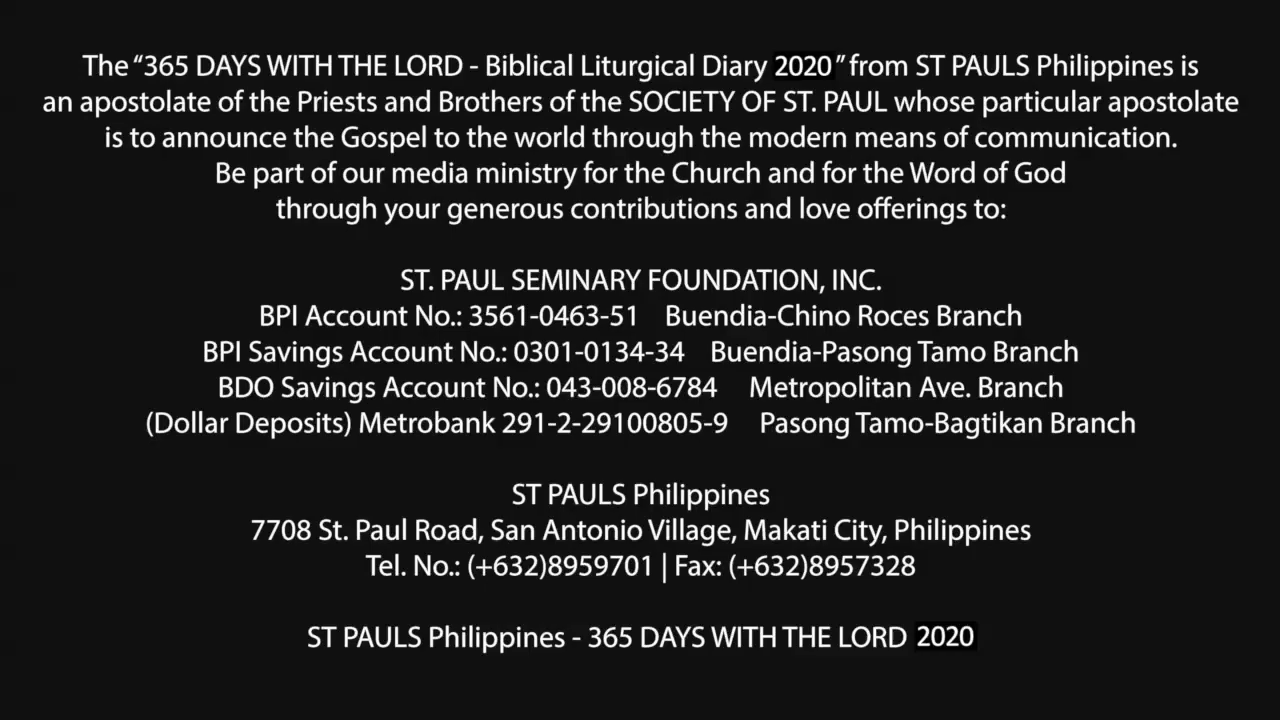 The “365 DAYS WITH THE LORD - Biblical Liturgical Diary 2020” from ST PAULS Philippines is
an apostolate of the Priests and Brothers of the SOCIETY OF ST. PAUL whose particular apostolate
is to announce the Gospel to the world through the modern means of communication.
Be part of our media ministry for the Church and for the Word of God
through your generous contributions and love offerings to:
ST. PAUL SEMINARY FOUNDATION, INC.
BPI Account No.: 3561-0463-51 Buendia-Chino Roces Branch
BPI Savings Account No.: 0301-0134-34 Buendia-Pasong Tamo Branch
BDO Savings Account No.: 043-008-6784 Metropolitan Ave. Branch
(Dollar Deposits) Metrobank 291-2-29100805-9 Pasong Tamo-Bagtikan Branch
ST PAULS Philippines
7708 St. Paul Road, San Antonio Village, Makati City, Philippines
Tel. No.: (+632)8959701 | Fax: (+632)8957328
ST PAULS Philippines - 365 DAYS WITH THE LORD 2020